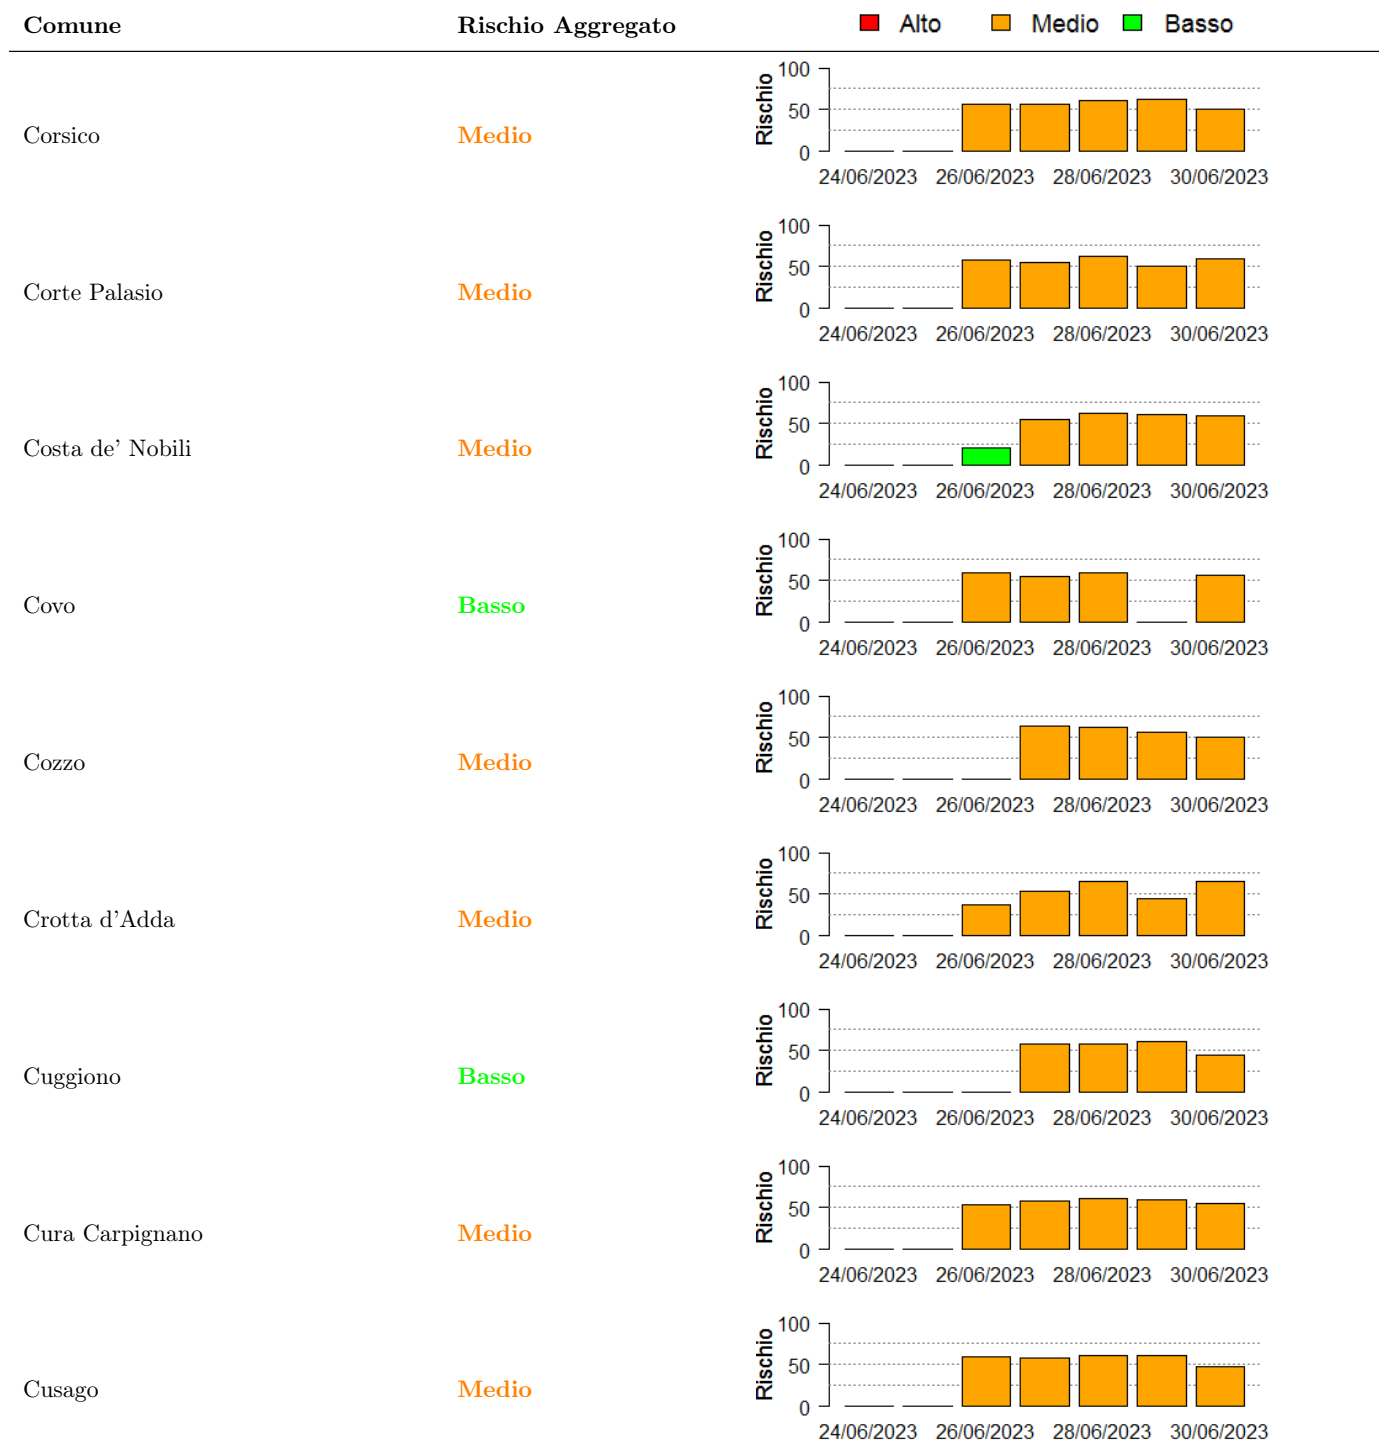 Comune Rischio Aggregato Alto Medio Basso
Corsico Medio
Rischio
100
50
0
24/06/2023 26/06/2023 28/06/2023 30/06/2023
Corte Palasio Medio
Rischio
100
50
0
24/06/2023 26/06/2023 28/06/2023 30/06/2023
Costa de' Nobili Medio
Rischio
100
50
0
24/06/2023 26/06/2023 28/06/2023 30/06/2023
Covo Basso
Rischio
100
50
0
24/06/2023 26/06/2023 28/06/2023 30/06/2023
Cozzo Medio
Rischio
100
50
0
24/06/2023 26/06/2023 28/06/2023 30/06/2023
Crotta d'Adda Medio
Rischio
100
50
0
24/06/2023 26/06/2023 28/06/2023 30/06/2023
Cuggiono Basso
Rischio
100
50
0
24/06/2023 26/06/2023 28/06/2023 30/06/2023
Cura Carpignano Medio
Rischio
100
50
0
24/06/2023 26/06/2023 28/06/2023 30/06/2023
Cusago Medio
Rischio
100
50
0
24/06/2023 26/06/2023 28/06/2023 30/06/2023